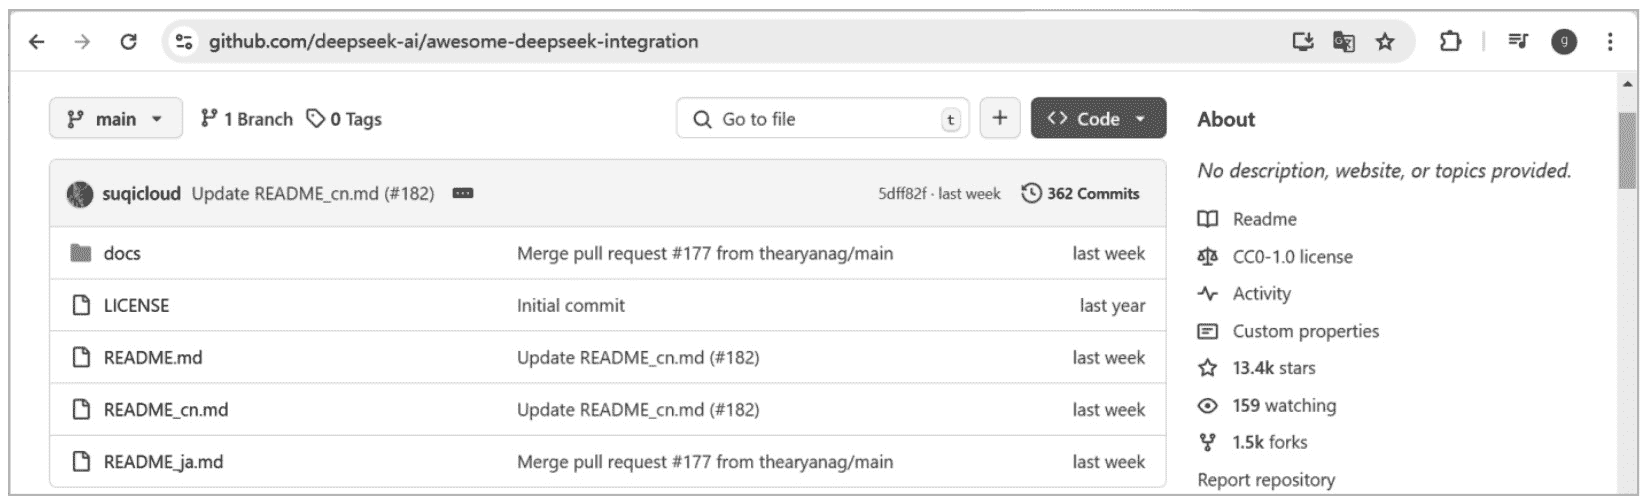 github.com/deepseek-ai/awesome-deepseek-integration
g
main 1 Branch 0 Tags Go to file t + Code
suqicloud Update README_cn.md (#182) 5dff82f · last week 362 Commits
docs Merge pull request #177 from thearyanag/main last week
LICENSE Initial commit last year
README.md Update README_cn.md (#182) last week
README_cn.md Update README_cn.md (#182) last week
README_ja.md Merge pull request #177 from thearyanag/main last week
About
No description, website, or topics provided.
Readme
CC0-1.0 license
Activity
Custom properties
13.4k stars
159 watching
1.5k forks
Report repository